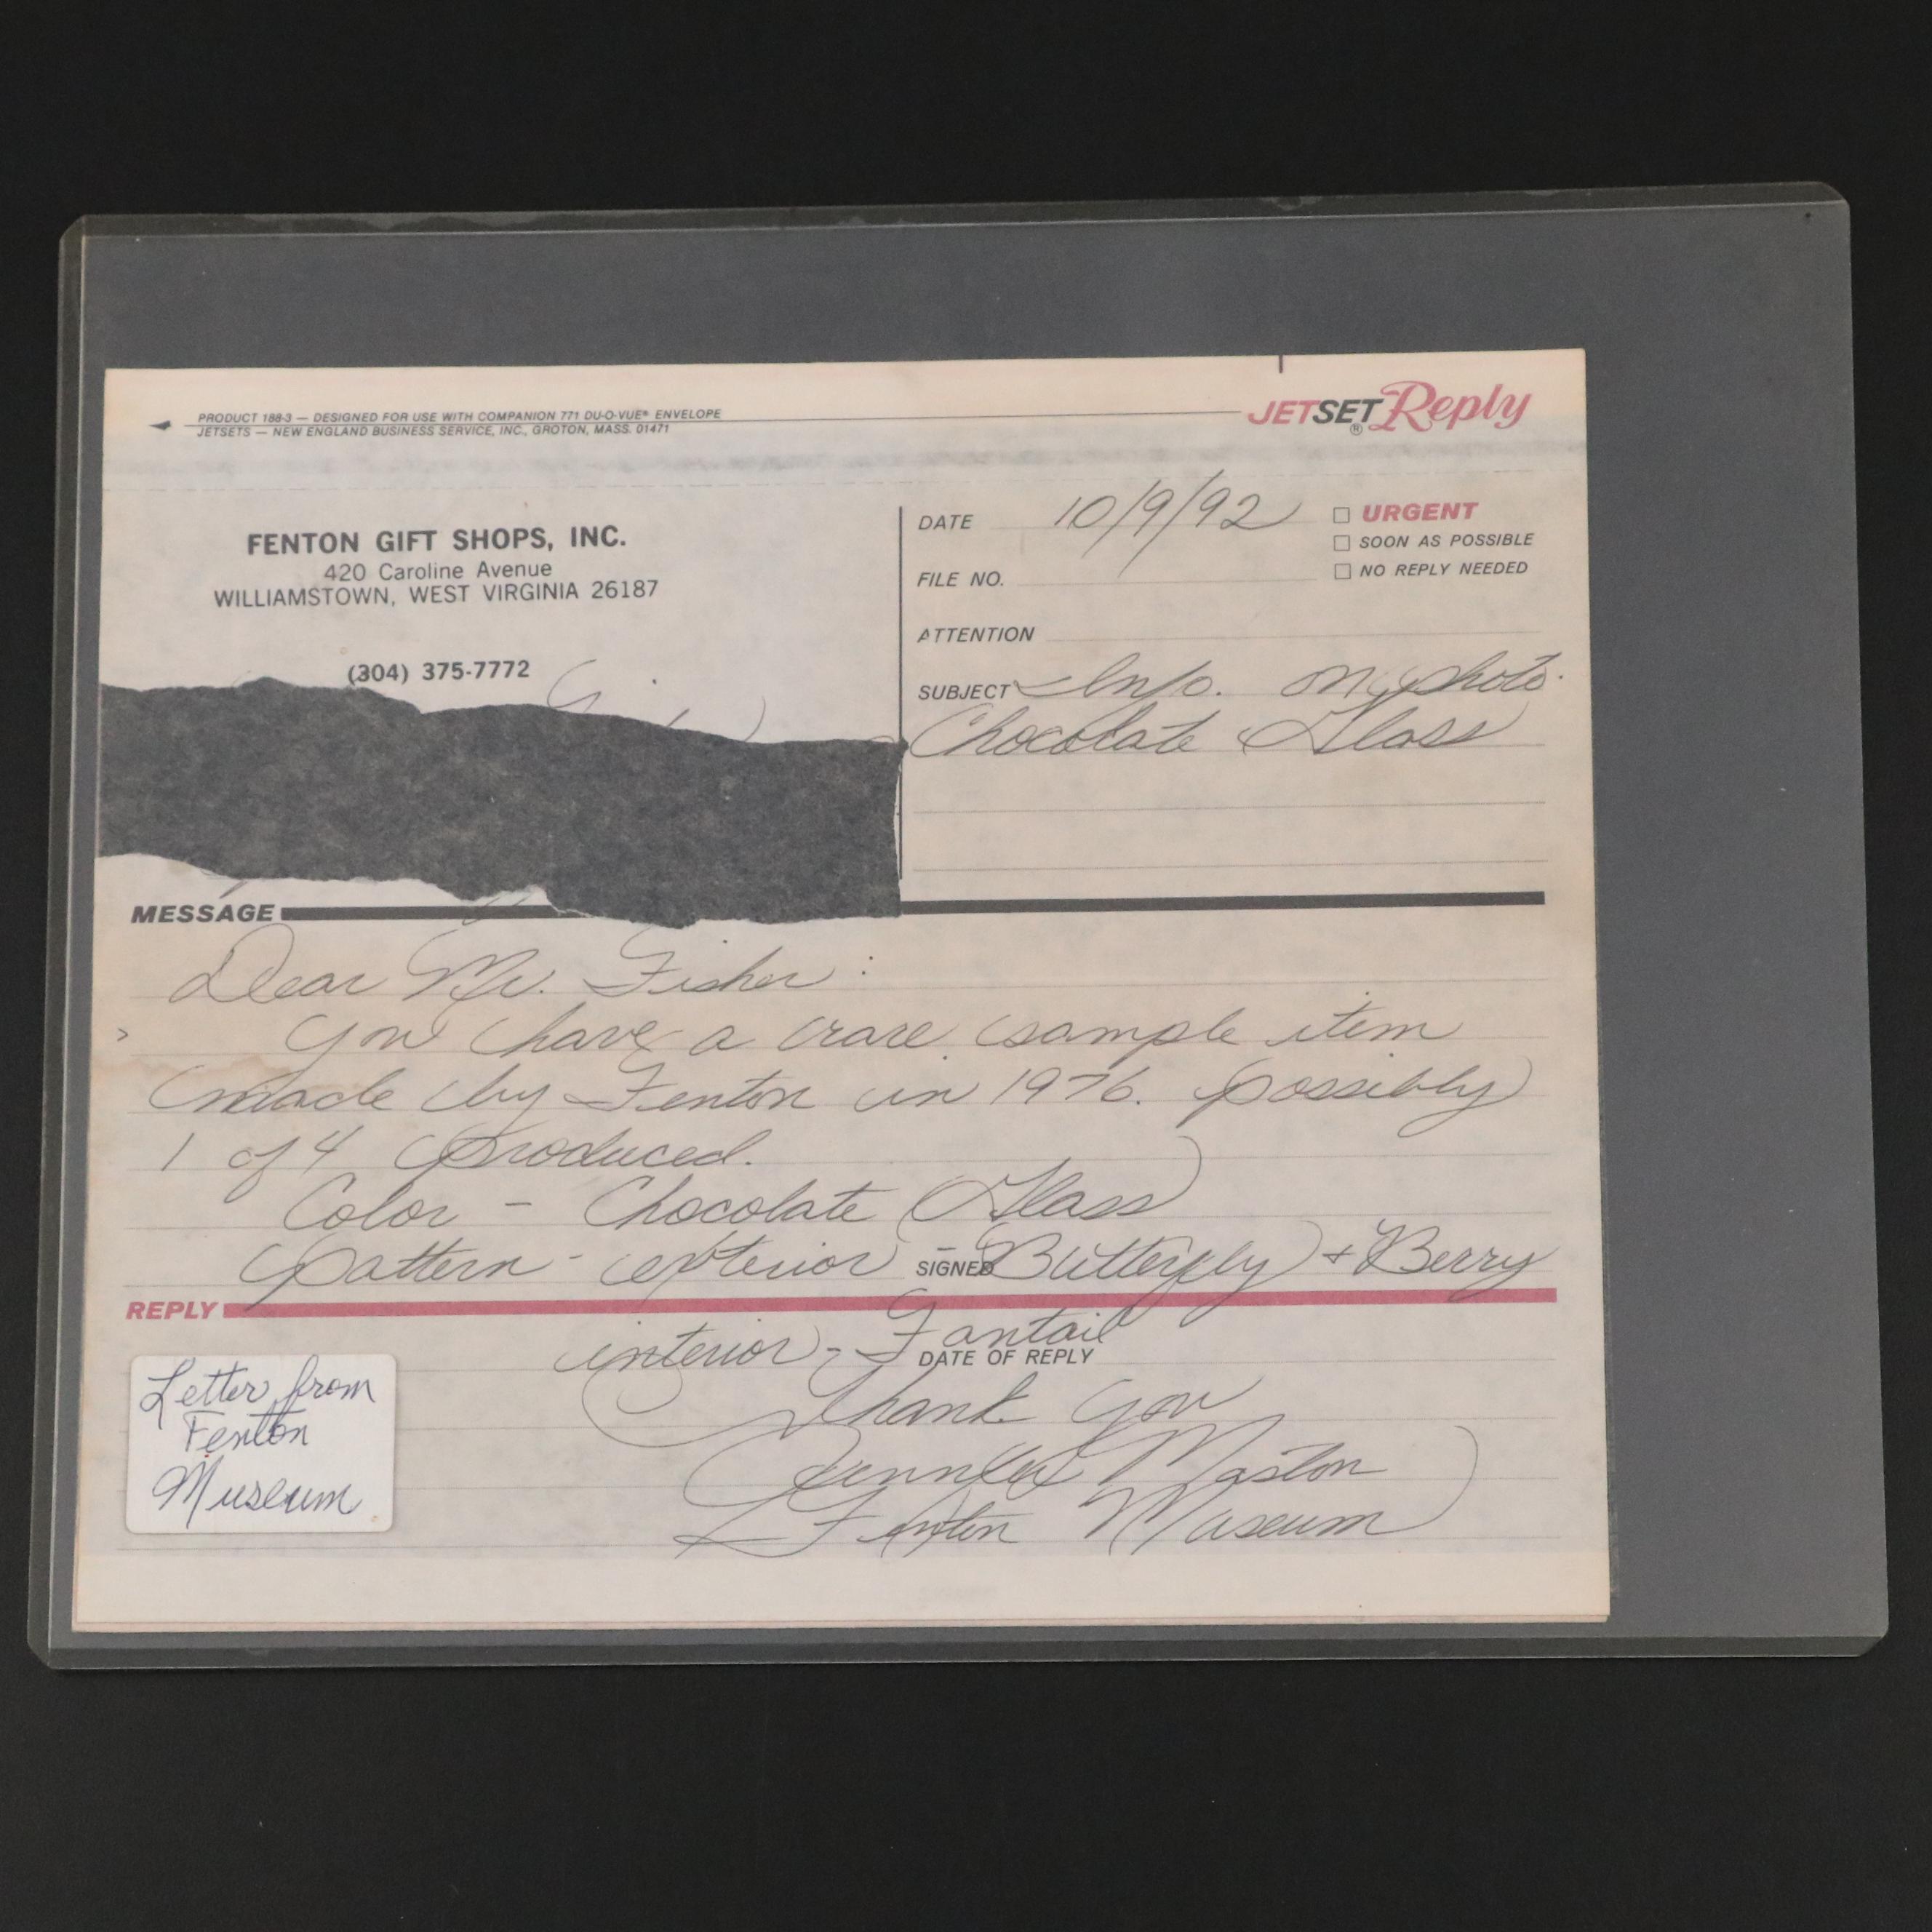 PRODUCT 188-3 — DESIGNED FOR USE WITH COMPANION 771 DU-O-VUE® ENVELOPE
JETSETS — NEW ENGLAND BUSINESS SERVICE, INC., GROTON, MASS. 01471
JETSET® Reply
FENTON GIFT SHOPS, INC.
420 Caroline Avenue
WILLIAMSTOWN, WEST VIRGINIA 26187
(304) 375-7772
DATE 10/9/92
URGENT
SOON AS POSSIBLE
NO REPLY NEEDED
FILE NO.
ATTENTION
SUBJECT Info. on photo.
Chocolate Glass
MESSAGE
Dear Mr. Fisher:
You have a rare sample item
made by Fenton in 1976. Possibly
1 of 4 produced.
Color - Chocolate Glass
Pattern - exterior - Butterfly + Berry
SIGNED
REPLY
interior - Fantail
DATE OF REPLY
Thank You
Jennifer Maston
Fenton Museum
Letter from
Fenton
Museum